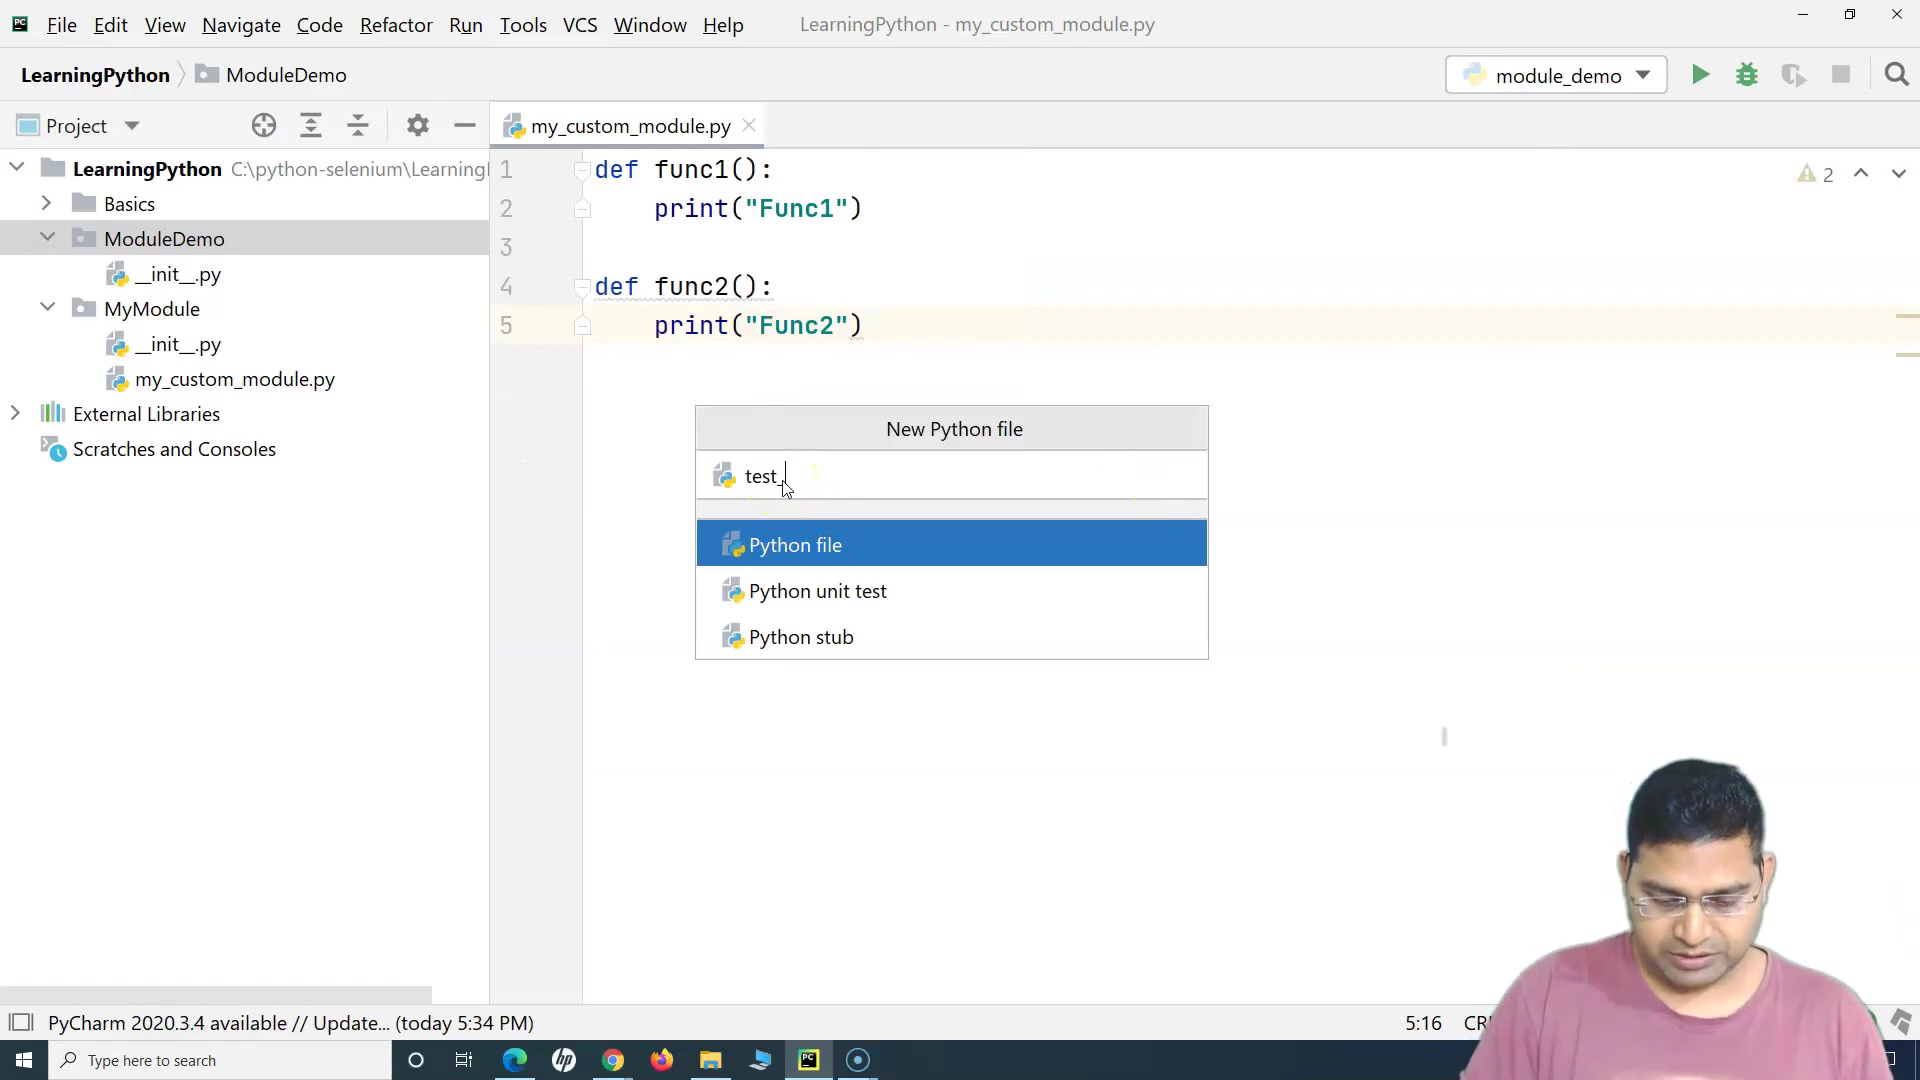 File Edit View Navigate Code Refactor Run Tools VCS Window Help LearningPython - my_custom_module.py
LearningPython ModuleDemo module_demo
Project my_custom_module.py
LearningPython C:\python-selenium\Learning
Basics
ModuleDemo
__init__.py
MyModule
__init__.py
my_custom_module.py
External Libraries
Scratches and Consoles
1 def func1():
2 print("Func1")
3
4 def func2():
5 print("Func2")
2
New Python file
test_
Python file
Python unit test
Python stub
PyCharm 2020.3.4 available // Update... (today 5:34 PM) 5:16
Type here to search
hp
PC